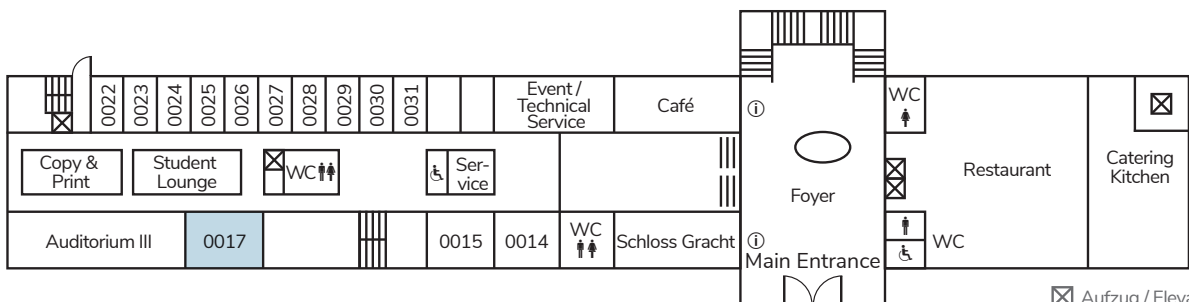 0022
0023
0024
0025
0026
0027
0028
0029
0030
0031
Event /
Technical
Service
Café
i
WC
Copy &
Print
Student
Lounge
WC
Ser-
vice
Foyer
Restaurant
Catering
Kitchen
Auditorium III
0017
0015
0014
WC
Schloss Gracht
i
Main Entrance
WC
Aufzug / Eleva